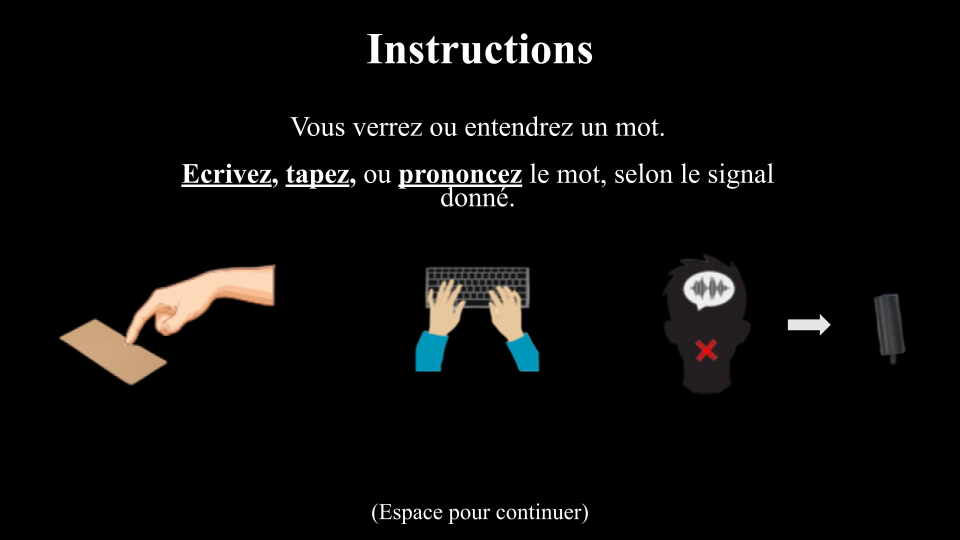 Instructions
Vous verrez ou entendrez un mot.
Ecrivez, tapez, ou prononcez le mot, selon le signal
donné.
(Espace pour continuer)